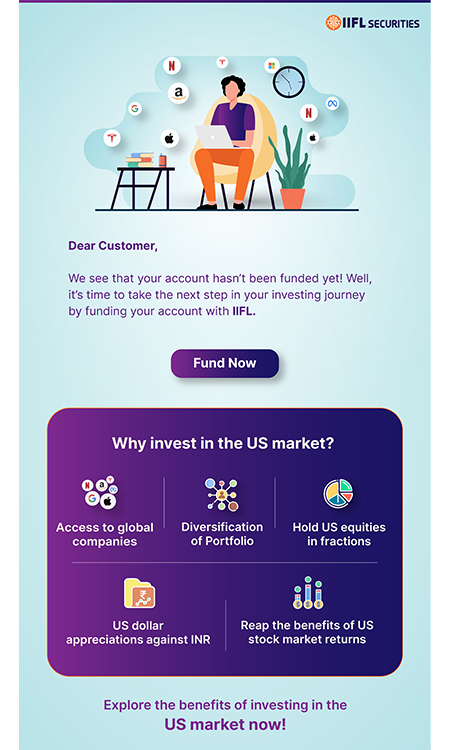 IIFL SECURITIES
Dear Customer,
We see that your account hasn't been funded yet! Well,
it's time to take the next step in your investing journey
by funding your account with IIFL.
Fund Now
Why invest in the US market?
Access to global
companies
Diversification
of Portfolio
Hold US equities
in fractions
US dollar
appreciations against INR
Reap the benefits of US
stock market returns
Explore the benefits of investing in the
US market now!